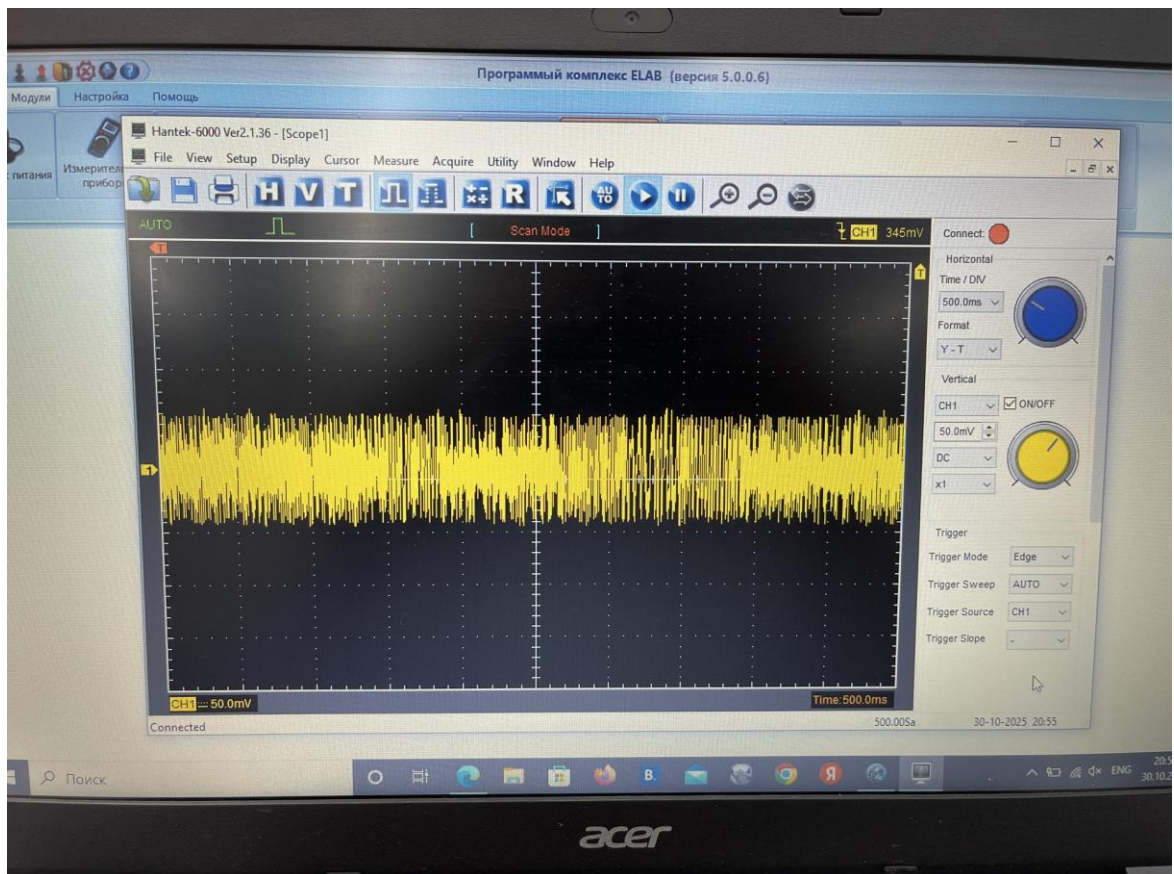 Программый комплекс ELAB (версия 5.0.0.6)
Модули Настройка Помощь
питания
Hantek-6000 Ver2.1.36 - [Scope1]
File View Setup Display Cursor Measure Acquire Utility Window Help
H V T R AUTO
AUTO [ Scan Mode ] CH1 345mV
T
T
1
CH1 50.0mV
Time:500.0ms
Connect:
Horizontal
Time / DIV
500.0ms
Format
Y - T
Vertical
CH1 ON/OFF
50.0mV
DC
x1
Trigger
Trigger Mode Edge
Trigger Sweep AUTO
Trigger Source CH1
Trigger Slope -
Connected 500.00Sa 30-10-2025 20:55
Поиск
B. Я ENG
acer